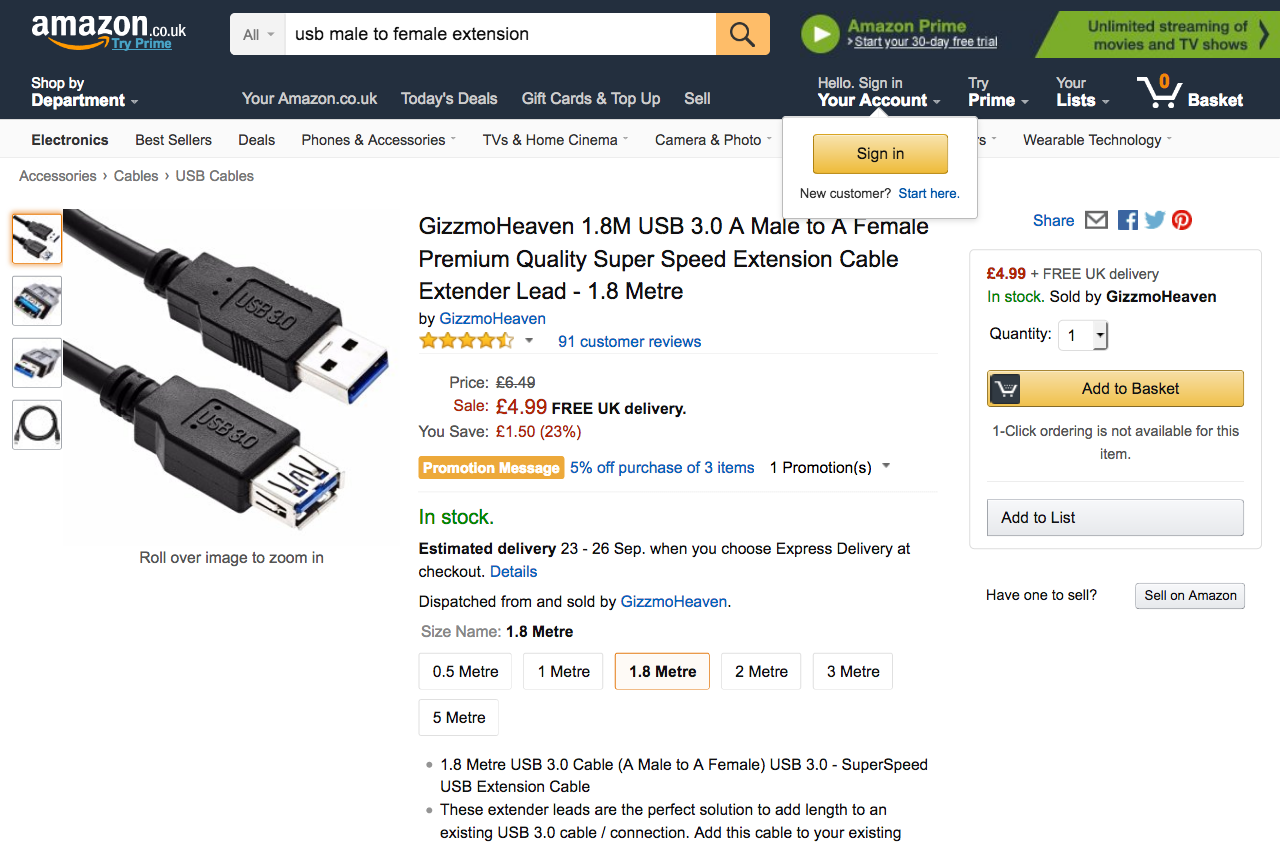 amazon.co.uk
Try Prime
All
usb male to female extension
Amazon Prime
Start your 30-day free trial
Unlimited streaming of
movies and TV shows
Shop by
Department
Your Amazon.co.uk
Today's Deals
Gift Cards & Top Up
Sell
Hello. Sign in
Your Account
Try
Prime
Your
Lists
0
Basket
Electronics
Best Sellers
Deals
Phones & Accessories
TVs & Home Cinema
Camera & Photo
s
Wearable Technology
Sign in
New customer? Start here.
Accessories › Cables › USB Cables
USB 3.0
USB 3.0
Roll over image to zoom in
GizzmoHeaven 1.8M USB 3.0 A Male to A Female
Premium Quality Super Speed Extension Cable
Extender Lead - 1.8 Metre
by GizzmoHeaven
91 customer reviews
Price: £6.49
Sale: £4.99 FREE UK delivery.
You Save: £1.50 (23%)
Promotion Message 5% off purchase of 3 items 1 Promotion(s)
In stock.
Estimated delivery 23 - 26 Sep. when you choose Express Delivery at
checkout. Details
Dispatched from and sold by GizzmoHeaven.
Size Name: 1.8 Metre
0.5 Metre
1 Metre
1.8 Metre
2 Metre
3 Metre
5 Metre
1.8 Metre USB 3.0 Cable (A Male to A Female) USB 3.0 - SuperSpeed
USB Extension Cable
These extender leads are the perfect solution to add length to an
existing USB 3.0 cable / connection. Add this cable to your existing
Share
£4.99 + FREE UK delivery
In stock. Sold by GizzmoHeaven
Quantity: 1
Add to Basket
1-Click ordering is not available for this
item.
Add to List
Have one to sell?
Sell on Amazon